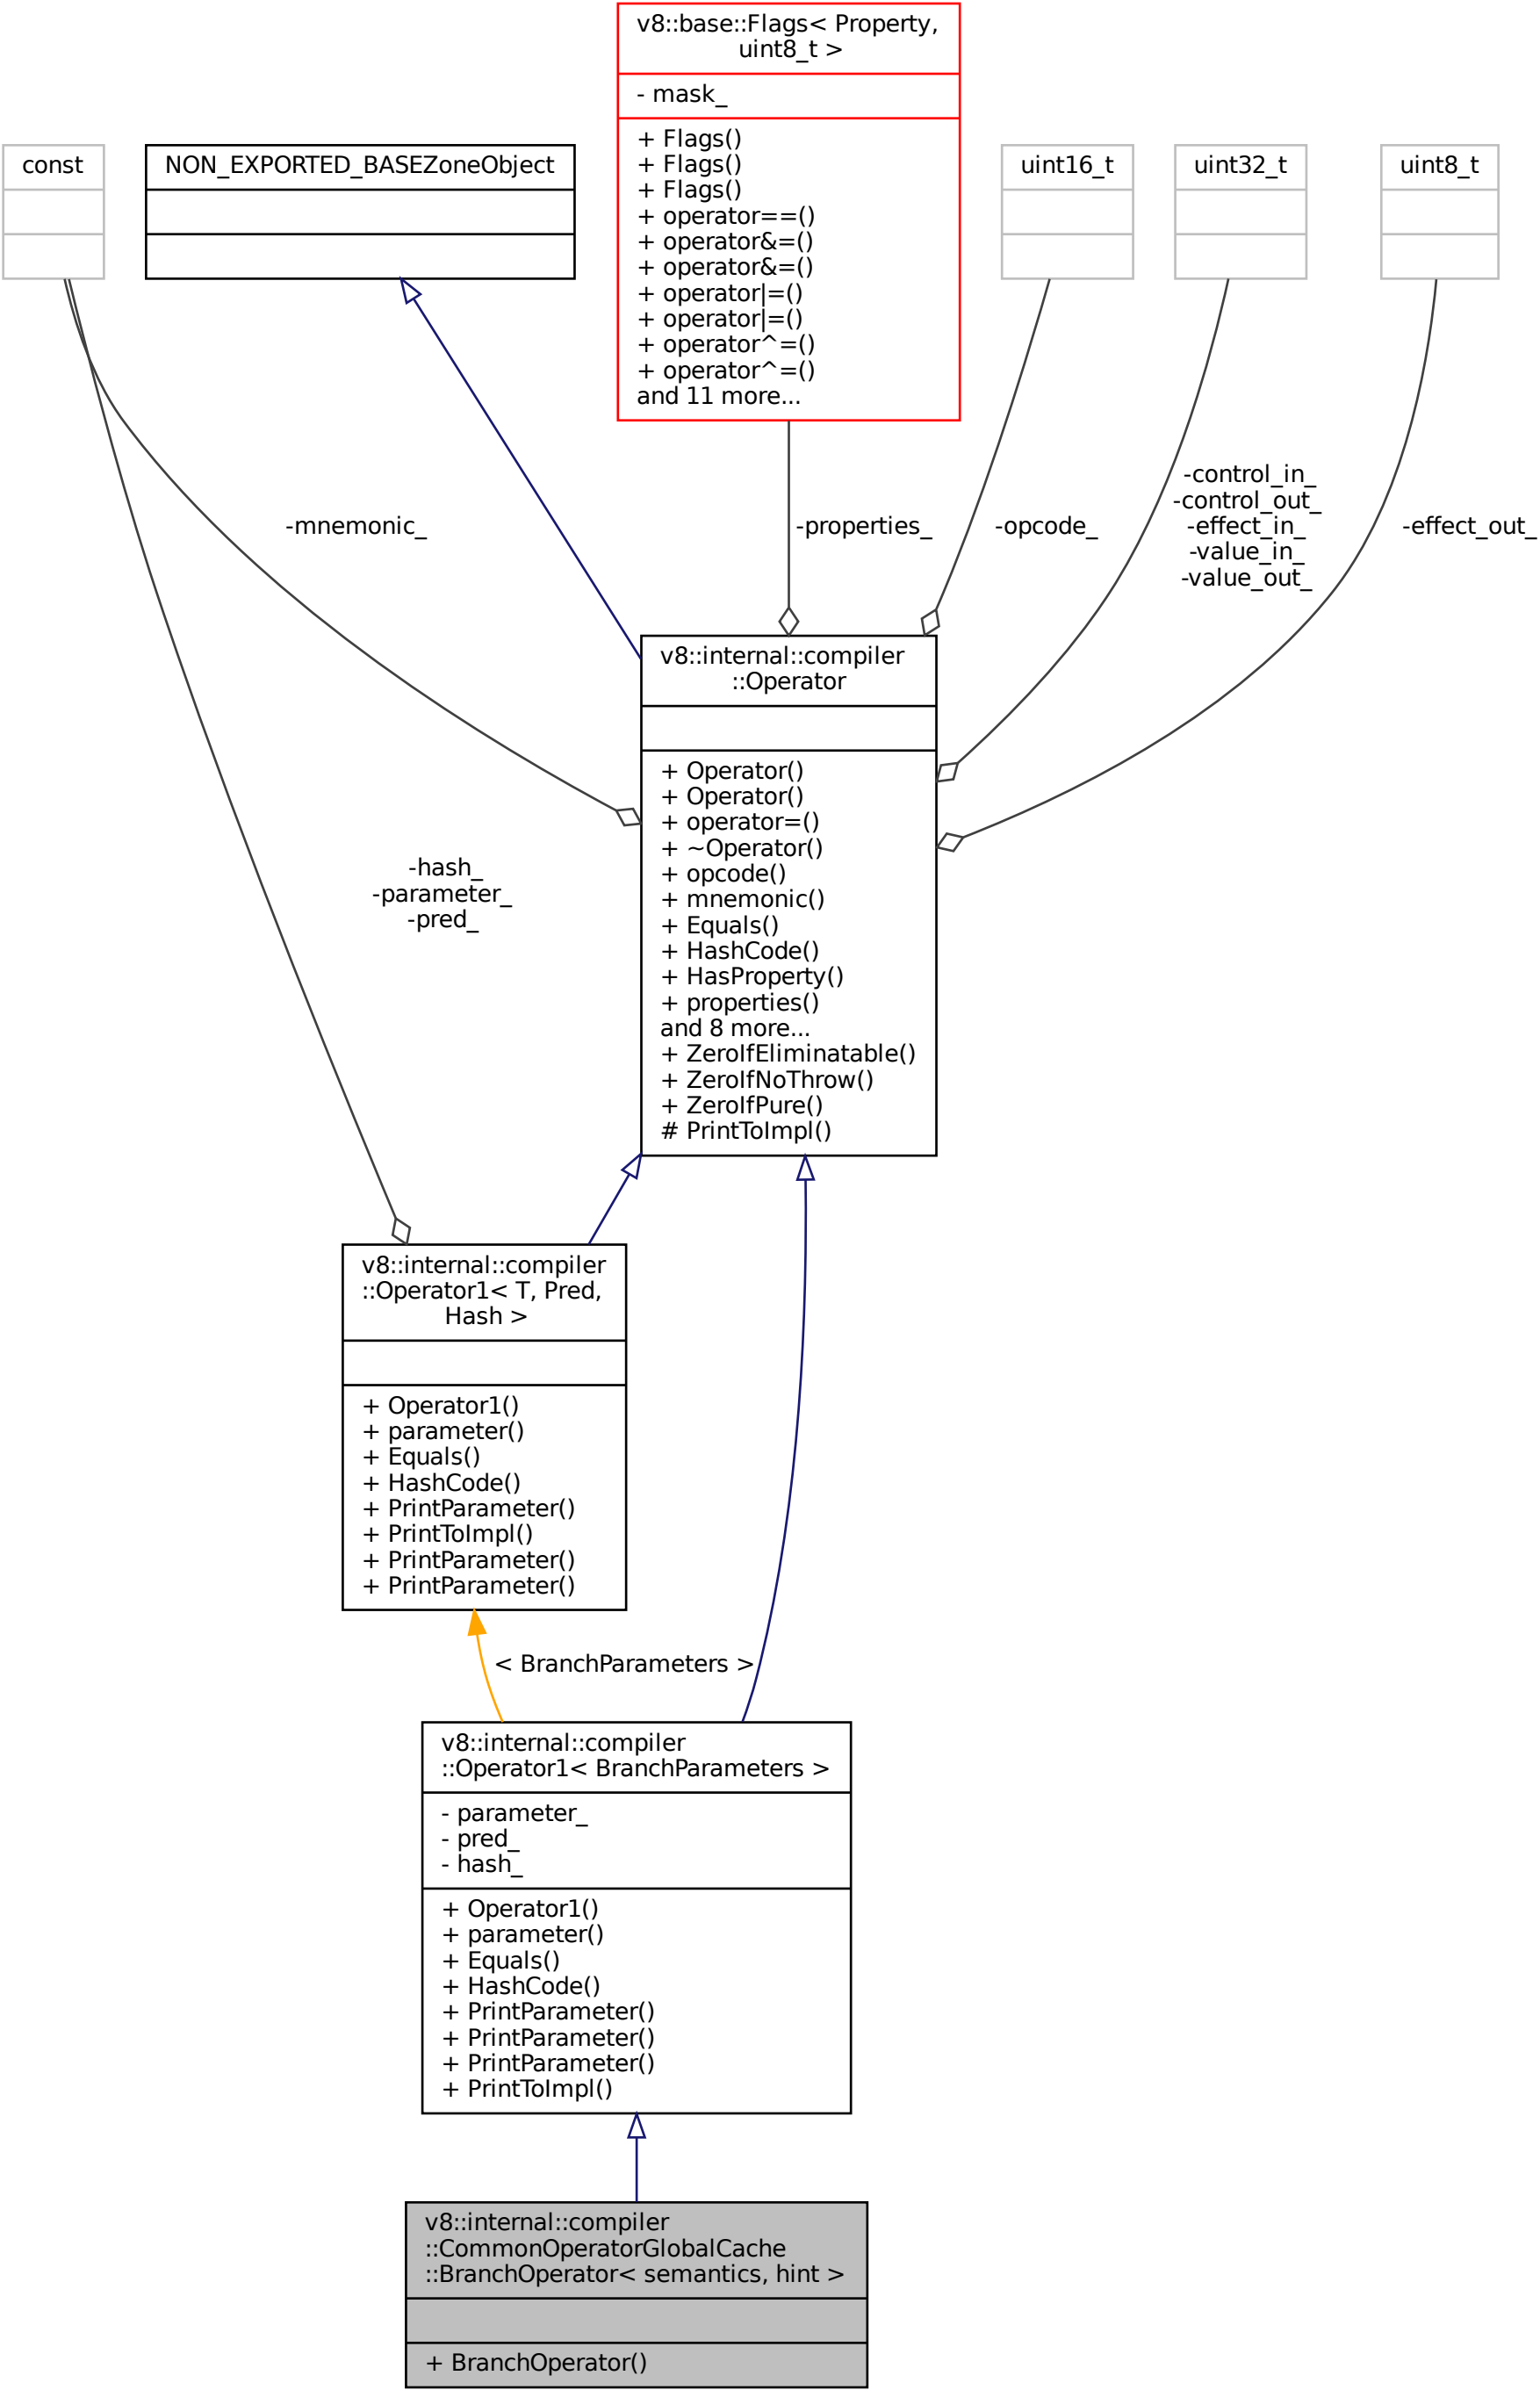 v8::base::Flags< Property,
uint8_t >
- mask_
+ Flags()
+ Flags()
+ Flags()
+ operator==()
+ operator&=()
+ operator&=()
+ operator|=()
+ operator|=()
+ operator^=()
+ operator^=()
and 11 more...
const
NON_EXPORTED_BASEZoneObject
uint16_t
uint32_t
uint8_t
-mnemonic_
-properties_
-opcode_
-control_in_
-control_out_
-effect_in_
-value_in_
-value_out_
-effect_out_
v8::internal::compiler
::Operator
+ Operator()
+ Operator()
+ operator=()
+ ~Operator()
+ opcode()
+ mnemonic()
+ Equals()
+ HashCode()
+ HasProperty()
+ properties()
and 8 more...
+ ZeroIfEliminatable()
+ ZeroIfNoThrow()
+ ZeroIfPure()
# PrintToImpl()
-hash_
-parameter_
-pred_
v8::internal::compiler
::Operator1< T, Pred,
Hash >
+ Operator1()
+ parameter()
+ Equals()
+ HashCode()
+ PrintParameter()
+ PrintToImpl()
+ PrintParameter()
+ PrintParameter()
< BranchParameters >
v8::internal::compiler
::Operator1< BranchParameters >
- parameter_
- pred_
- hash_
+ Operator1()
+ parameter()
+ Equals()
+ HashCode()
+ PrintParameter()
+ PrintParameter()
+ PrintParameter()
+ PrintToImpl()
v8::internal::compiler
::CommonOperatorGlobalCache
::BranchOperator< semantics, hint >
+ BranchOperator()